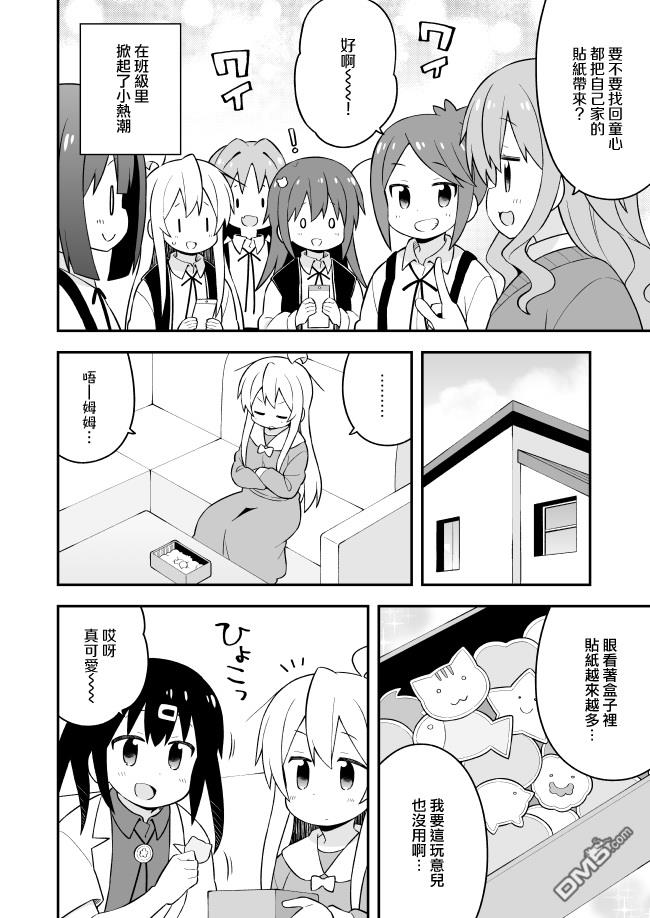 要不要找回童心
都把自己家的
貼紙帶來？
好啊～～！
ワイ
ワイ
！
在班級里
掀起了小熱潮
………
唔—姆姆…
眼看著盒子裡
貼紙越來越多…
我要這玩意兒
也沒用啊…
ひょこっ
哎呀
真可愛～～
DM5.com